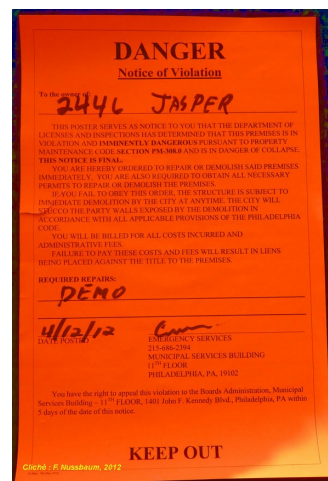 DANGER
Notice of Violation
To the owner of:
2446 JASPER
THIS POSTER SERVES AS NOTICE TO YOU THAT THE DEPARTMENT OF
LICENSES AND INSPECTIONS HAS DETERMINED THAT THIS PREMISES IS IN
VIOLATION AND IMMINENTLY DANGEROUS PURSUANT TO PROPERTY
MAINTENANCE CODE SECTION PM-308.0 AND IS IN DANGER OF COLLAPSE.
THIS NOTICE IS FINAL.
YOU ARE HEREBY ORDERED TO REPAIR OR DEMOLISH SAID PREMISES
IMMEDIATELY. YOU ARE ALSO REQUIRED TO OBTAIN ALL NECESSARY
PERMITS TO REPAIR OR DEMOLISH THE PREMISES.
IF YOU FAIL TO OBEY THIS ORDER, THE STRUCTURE IS SUBJECT TO
IMMEDIATE DEMOLITION BY THE CITY AT ANYTIME. THE CITY WILL
STUCCO THE PARTY WALLS EXPOSED BY THE DEMOLITION IN
ACCORDANCE WITH ALL APPLICABLE PROVISIONS OF THE PHILADELPHIA
CODE.
YOU WILL BE BILLED FOR ALL COSTS INCURRED AND
ADMINISTRATIVE FEES.
FAILURE TO PAY THESE COSTS AND FEES WILL RESULT IN LIENS
BEING PLACED AGAINST THE TITLE TO THE PREMISES.
REQUIRED REPAIRS:
DEMO
4/12/12
DATE POSTED
EMERGENCY SERVICES
215-686-2394
MUNICIPAL SERVICES BUILDING
11TH FLOOR
PHILADELPHIA, PA, 19102
You have the right to appeal this violation to the Boards Administration, Municipal
Services Building – 11TH FLOOR, 1401 John F. Kennedy Blvd., Philadelphia, PA within
5 days of the date of this notice.
KEEP OUT
Cliché : F. Nussbaum, 2012